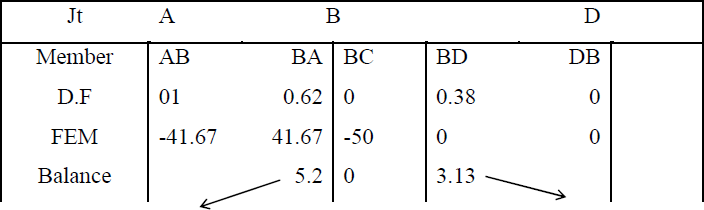 Jt A B D
Member AB BA BC BD DB
D.F 01 0.62 0 0.38 0
FEM -41.67 41.67 -50 0 0
Balance 5.2 0 3.13